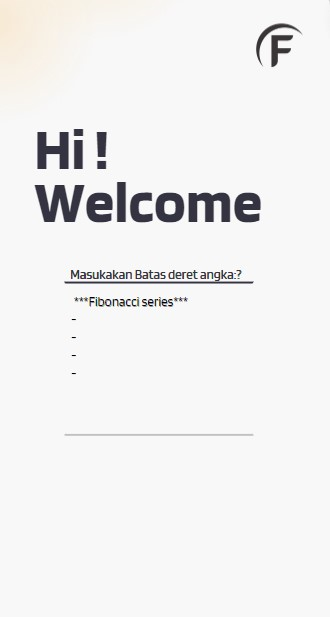 F
Hi !
Welcome
Masukakan Batas deret angka:?
***Fibonacci series***
-
-
-
-